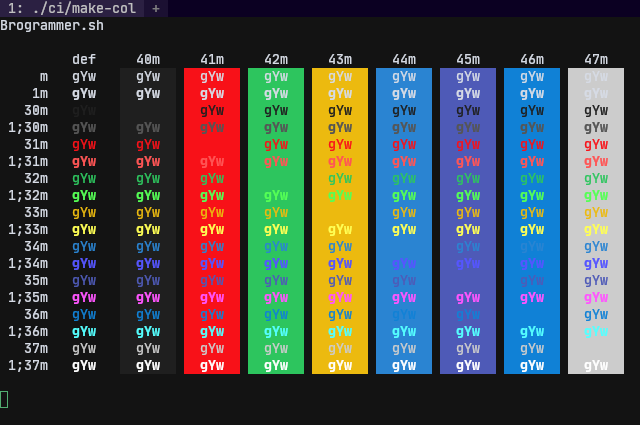 1: ./ci/make-col +
Brogrammer.sh
def 40m 41m 42m 43m 44m 45m 46m 47m
m gYw gYw gYw gYw gYw gYw gYw gYw gYw
1m gYw gYw gYw gYw gYw gYw gYw gYw gYw
30m gYw gYw gYw gYw gYw gYw gYw gYw
1;30m gYw gYw gYw gYw gYw gYw gYw gYw gYw
31m gYw gYw gYw gYw gYw gYw gYw gYw
1;31m gYw gYw gYw gYw gYw gYw gYw gYw gYw
32m gYw gYw gYw gYw gYw gYw gYw gYw
1;32m gYw gYw gYw gYw gYw gYw gYw gYw gYw
33m gYw gYw gYw gYw gYw gYw gYw gYw
1;33m gYw gYw gYw gYw gYw gYw gYw gYw gYw
34m gYw gYw gYw gYw gYw gYw gYw gYw
1;34m gYw gYw gYw gYw gYw gYw gYw gYw gYw
35m gYw gYw gYw gYw gYw gYw gYw gYw
1;35m gYw gYw gYw gYw gYw gYw gYw gYw gYw
36m gYw gYw gYw gYw gYw gYw gYw gYw
1;36m gYw gYw gYw gYw gYw gYw gYw gYw gYw
37m gYw gYw gYw gYw gYw gYw gYw gYw
1;37m gYw gYw gYw gYw gYw gYw gYw gYw gYw